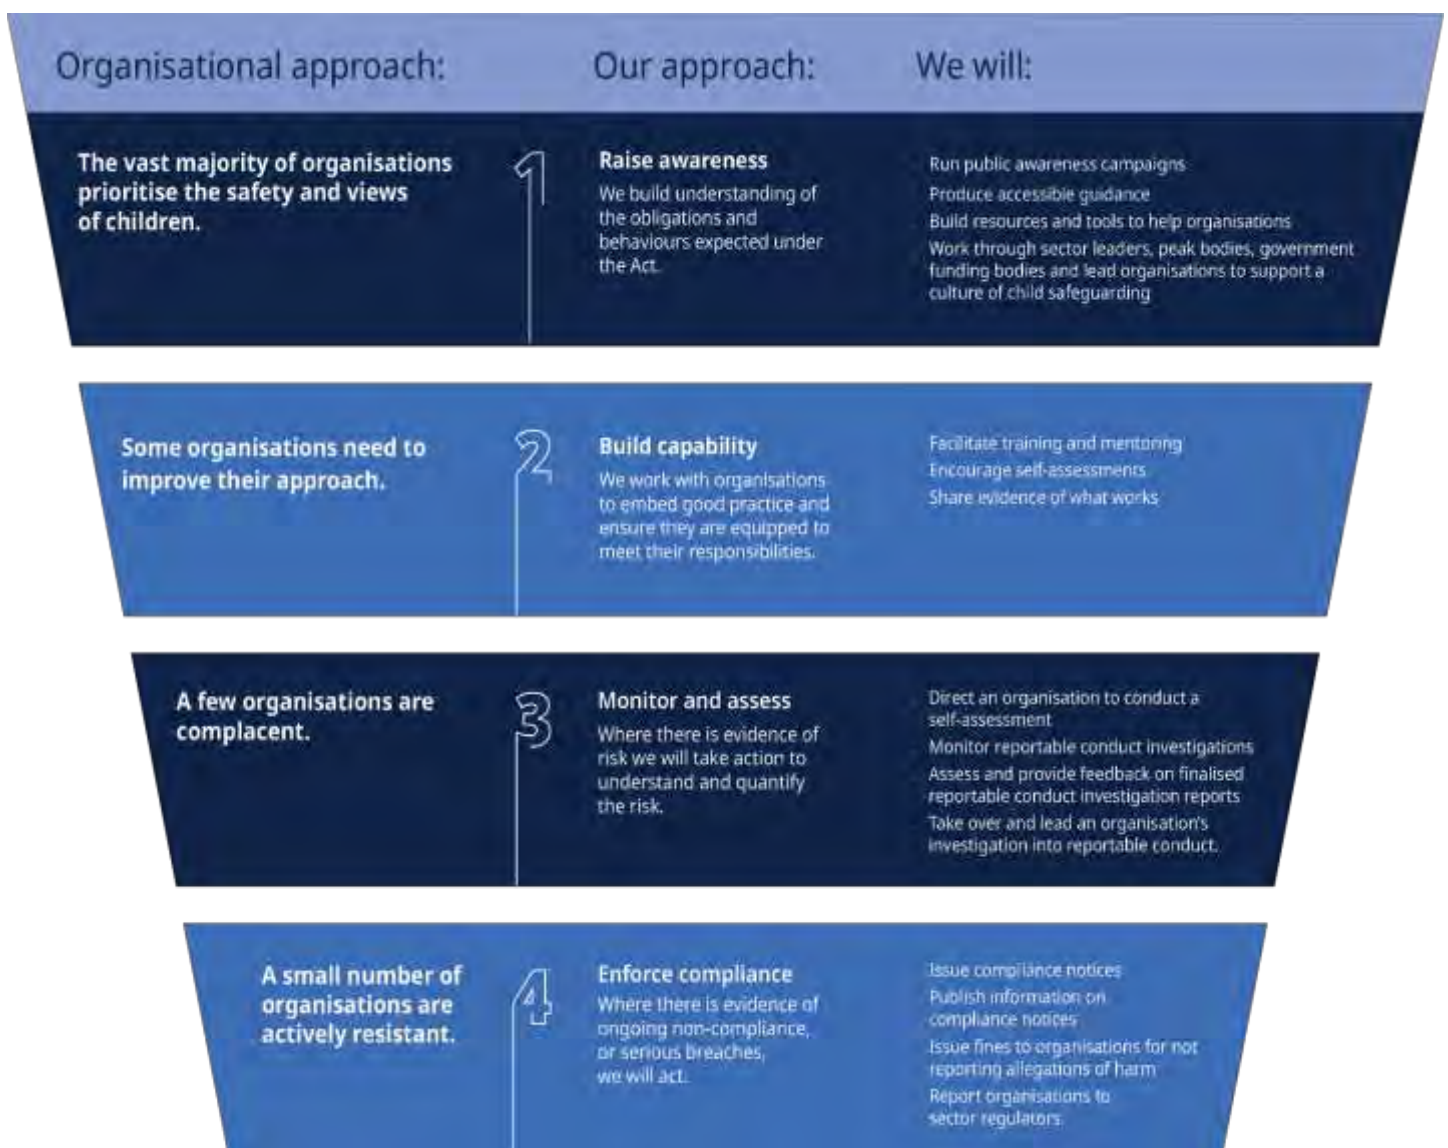 Organisational approach:
Our approach:
We will:
The vast majority of organisations
prioritise the safety and views
of children.
1
Raise awareness
We build understanding of
the obligations and
behaviours expected under
the Act.
Run public awareness campaigns
Produce accessible guidance
Build resources and tools to help organisations
Work through sector leaders, peak bodies, government
funding bodies and lead organisations to support a
culture of child safeguarding
Some organisations need to
improve their approach.
2
Build capability
We work with organisations
to embed good practice and
ensure they are equipped to
meet their responsibilities.
Facilitate training and mentoring
Encourage self-assessments
Share evidence of what works
A few organisations are
complacent.
3
Monitor and assess
Where there is evidence of
risk we will take action to
understand and quantify
the risk.
Direct an organisation to conduct a
self-assessment
Monitor reportable conduct investigations
Assess and provide feedback on finalised
reportable conduct investigation reports
Take over and lead an organisation's
investigation into reportable conduct.
A small number of
organisations are
actively resistant.
4
Enforce compliance
Where there is evidence of
ongoing non-compliance,
or serious breaches,
we will act.
Issue compliance notices
Publish information on
compliance notices
Issue fines to organisations for not
reporting allegations of harm
Report organisations to
sector regulators.